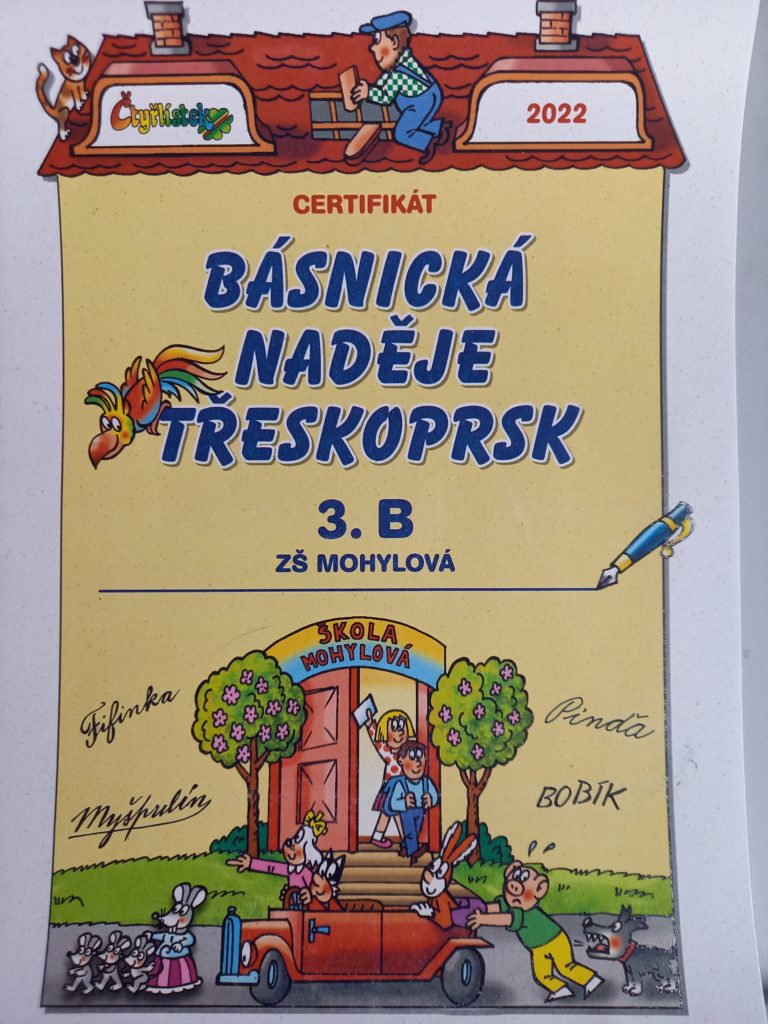 Čtyřlístek
2022
CERTIFIKÁT
BÁSNICKÁ
NADĚJE
TŘESKOPRSK
3. B
ZŠ MOHYLOVÁ
ŠKOLA
MOHYLOVÁ
Fifinka
Pinďa
Myšpulín
BOBÍK